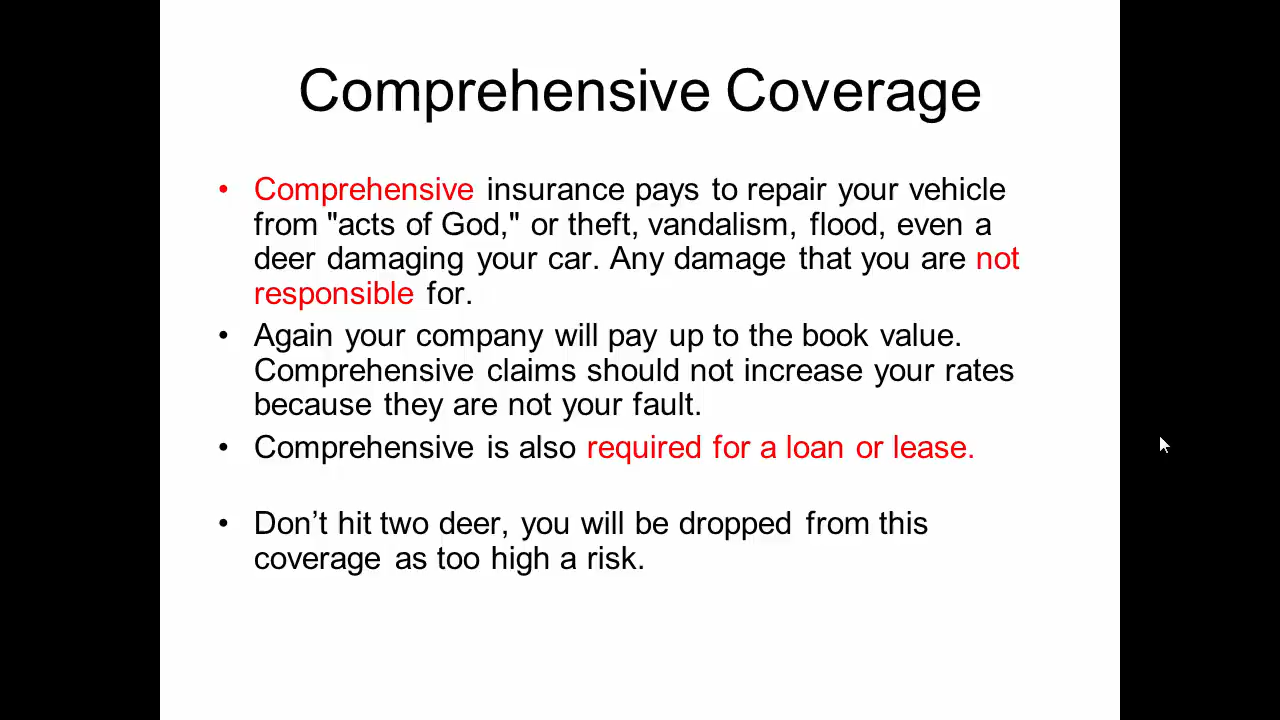 Comprehensive Coverage
• Comprehensive insurance pays to repair your vehicle
from "acts of God," or theft, vandalism, flood, even a
deer damaging your car. Any damage that you are not
responsible for.
• Again your company will pay up to the book value.
Comprehensive claims should not increase your rates
because they are not your fault.
• Comprehensive is also required for a loan or lease.
• Don’t hit two deer, you will be dropped from this
coverage as too high a risk.